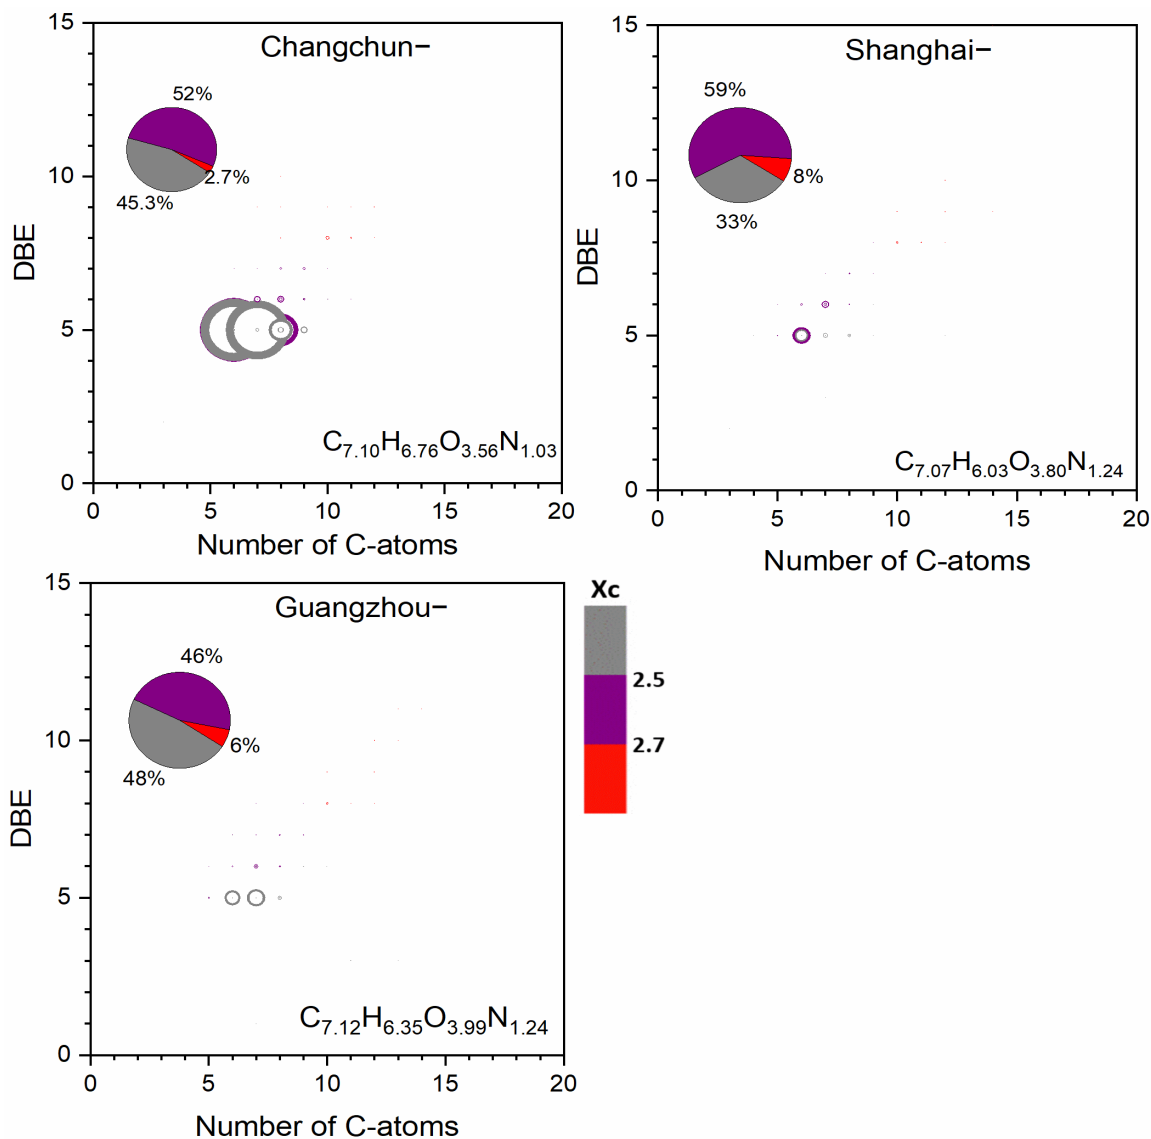 Changchun−
52%
2.7%
45.3%
DBE
15
10
5
0
C7.10H6.76O3.56N1.03
0 5 10 15 20
Number of C-atoms
Shanghai−
59%
8%
33%
DBE
15
10
5
0
C7.07H6.03O3.80N1.24
0 5 10 15 20
Number of C-atoms
Guangzhou−
46%
6%
48%
DBE
15
10
5
0
C7.12H6.35O3.99N1.24
0 5 10 15 20
Number of C-atoms
Xc
2.5
2.7